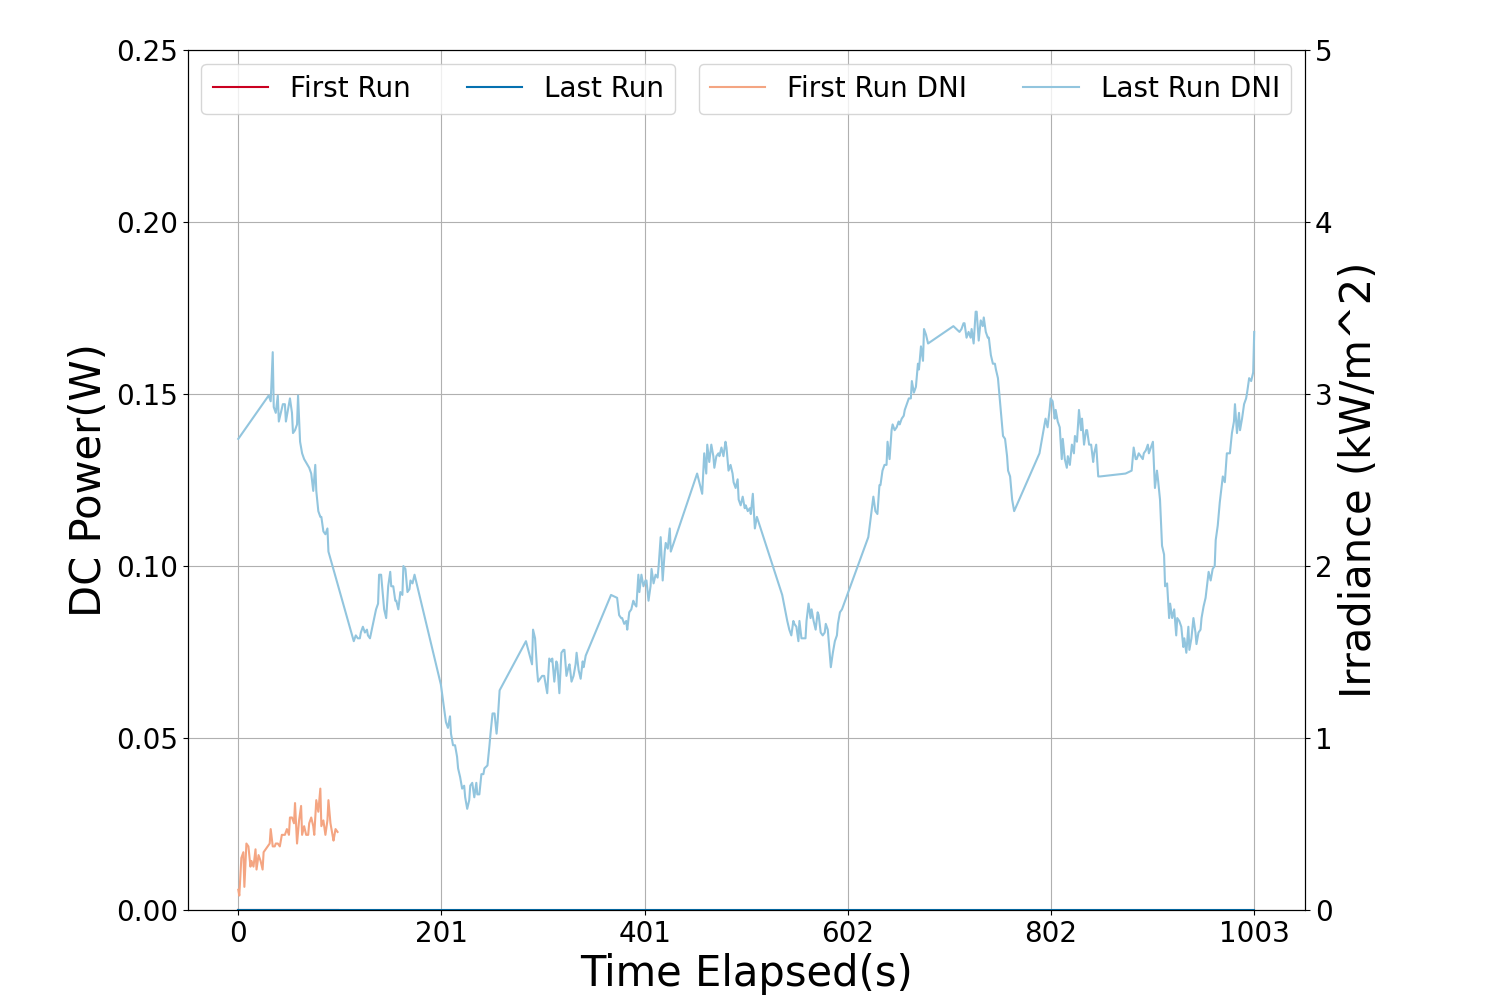 First Run
Last Run
First Run DNI
Last Run DNI
0.25
0.20
0.15
0.10
0.05
0.00
DC Power(W)
5
4
3
2
1
0
Irradiance (kW/m^2)
0
201
401
602
802
1003
Time Elapsed(s)